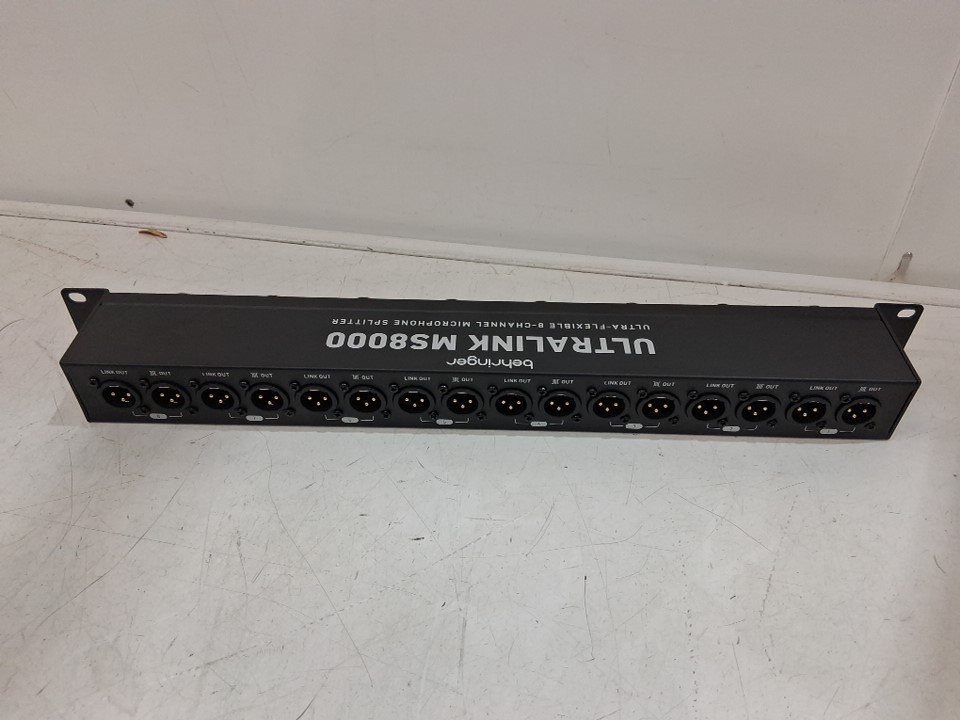 behringer
ULTRALINK MS8000
ULTRA-FLEXIBLE 8-CHANNEL MICROPHONE SPLITTER
LINK OUT OUT LINK OUT OUT LINK OUT OUT LINK OUT OUT LINK OUT OUT LINK OUT OUT LINK OUT OUT LINK OUT OUT